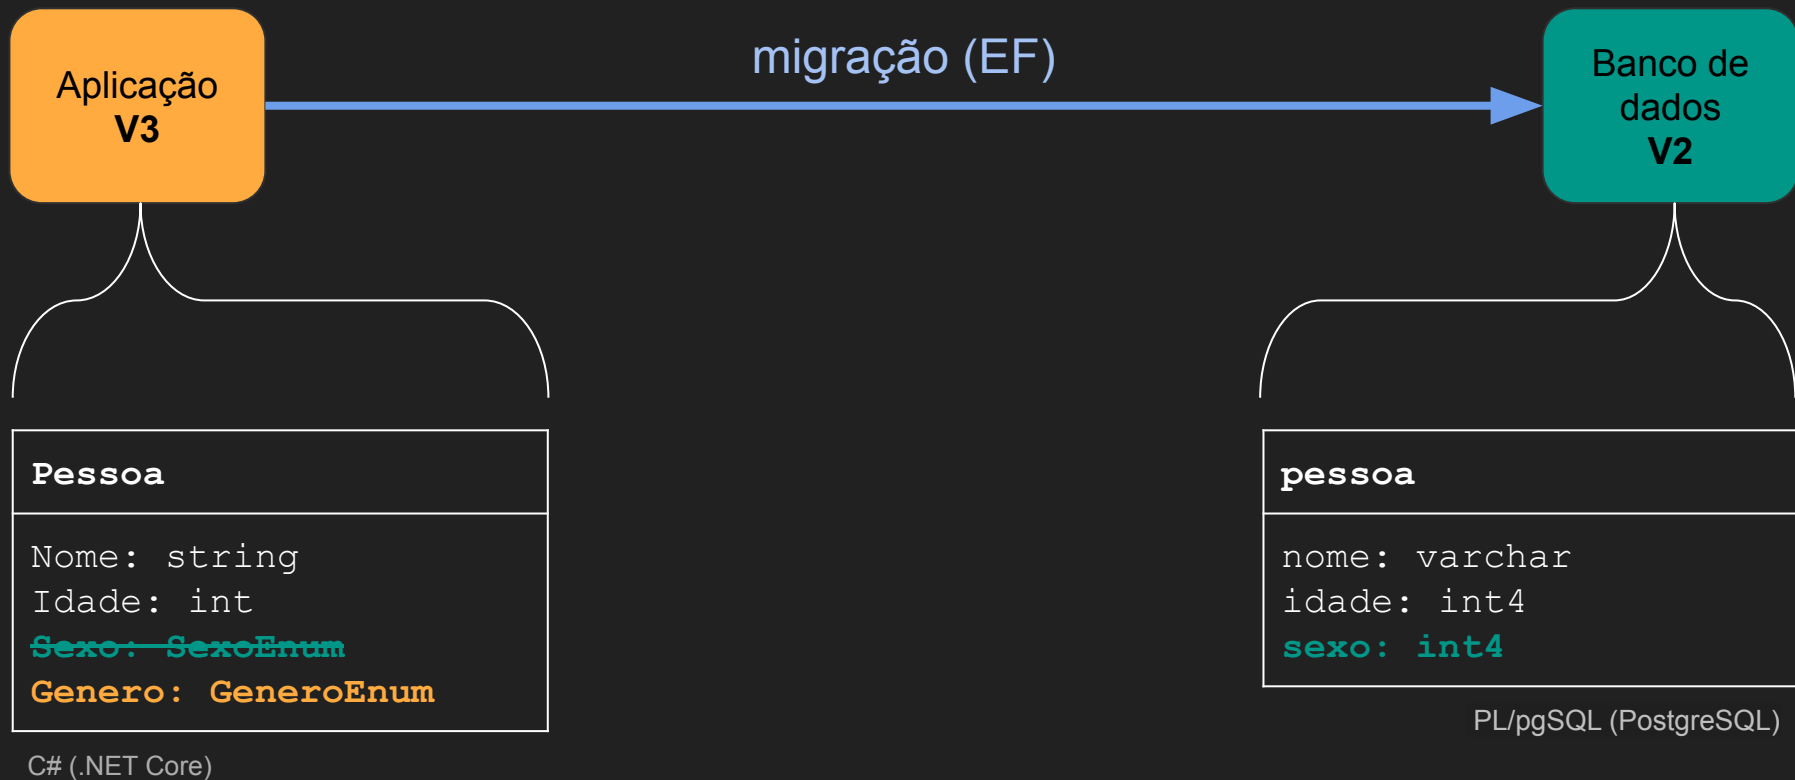 Aplicação
V3
migração (EF)
Banco de
dados
V2
Pessoa
Nome: string
Idade: int
Sexo: SexoEnum
Genero: GeneroEnum
C# (.NET Core)
pessoa
nome: varchar
idade: int4
sexo: int4
PL/pgSQL (PostgreSQL)